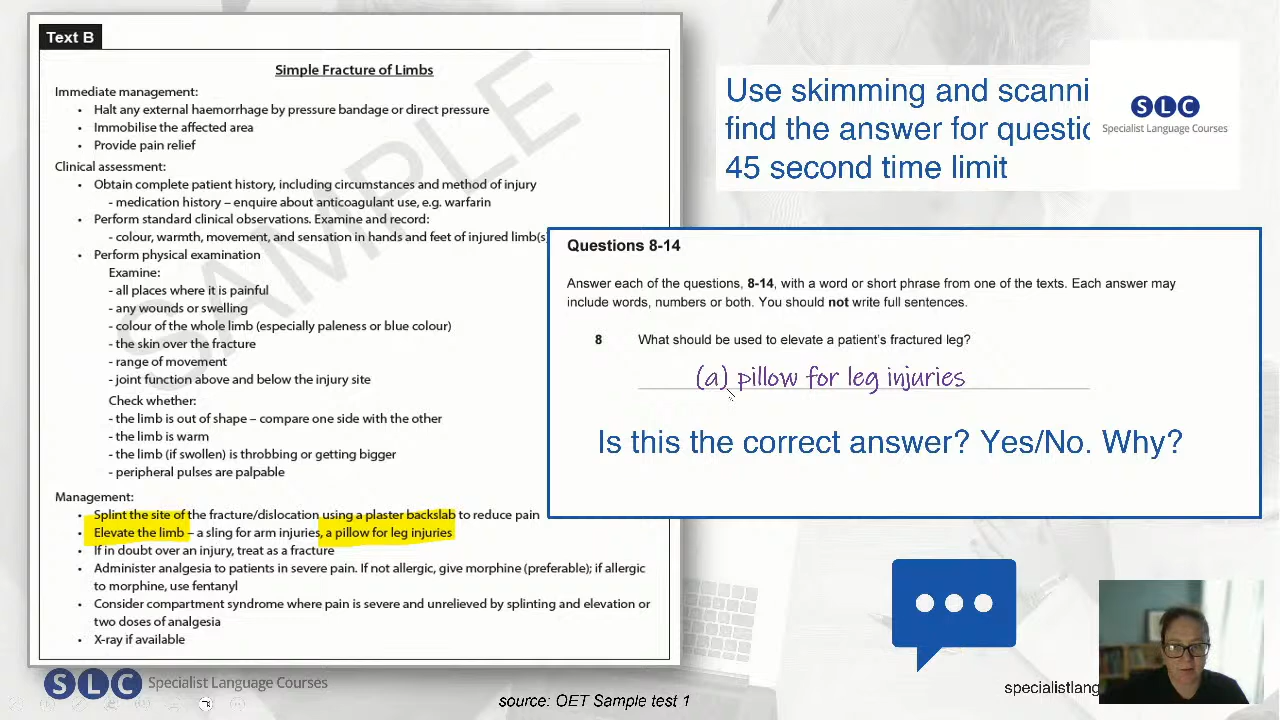 Text B
Simple Fracture of Limbs
Immediate management:
• Halt any external haemorrhage by pressure bandage or direct pressure
• Immobilise the affected area
• Provide pain relief
Clinical assessment:
• Obtain complete patient history, including circumstances and method of injury
- medication history – enquire about anticoagulant use, e.g. warfarin
• Perform standard clinical observations. Examine and record:
- colour, warmth, movement, and sensation in hands and feet of injured limb(s
• Perform physical examination
Examine:
- all places where it is painful
- any wounds or swelling
- colour of the whole limb (especially paleness or blue colour)
- the skin over the fracture
- range of movement
- joint function above and below the injury site
Check whether:
- the limb is out of shape – compare one side with the other
- the limb is warm
- the limb (if swollen) is throbbing or getting bigger
- peripheral pulses are palpable
Management:
• Splint the site of the fracture/dislocation using a plaster backslab to reduce pain
• Elevate the limb – a sling for arm injuries, a pillow for leg injuries
• If in doubt over an injury, treat as a fracture
• Administer analgesia to patients in severe pain. If not allergic, give morphine (preferable); if allergic
to morphine, use fentanyl
• Consider compartment syndrome where pain is severe and unrelieved by splinting and elevation or
two doses of analgesia
• X-ray if available
SAMPLE
Use skimming and scanni
find the answer for questio
45 second time limit
SLC
Specialist Language Courses
Questions 8-14
Answer each of the questions, 8-14, with a word or short phrase from one of the texts. Each answer may
include words, numbers or both. You should not write full sentences.
8 What should be used to elevate a patient's fractured leg?
(a) pillow for leg injuries
Is this the correct answer? Yes/No. Why?
SLC Specialist Language Courses
source: OET Sample test 1
specialistlang